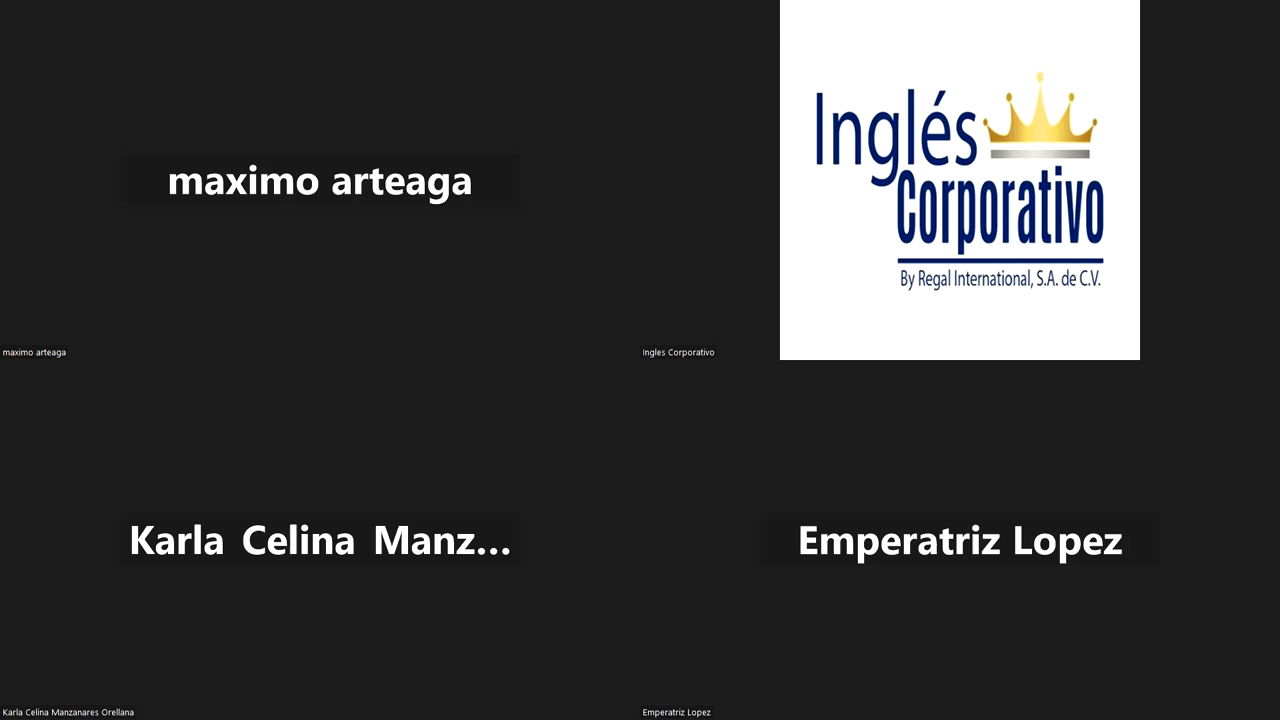 maximo arteaga
maximo arteaga
Inglés
Corporativo
By Regal International, S.A. de C.V.
Ingles Corporativo
Karla Celina Manz...
Karla Celina Manzanares Orellana
Emperatriz Lopez
Emperatriz Lopez